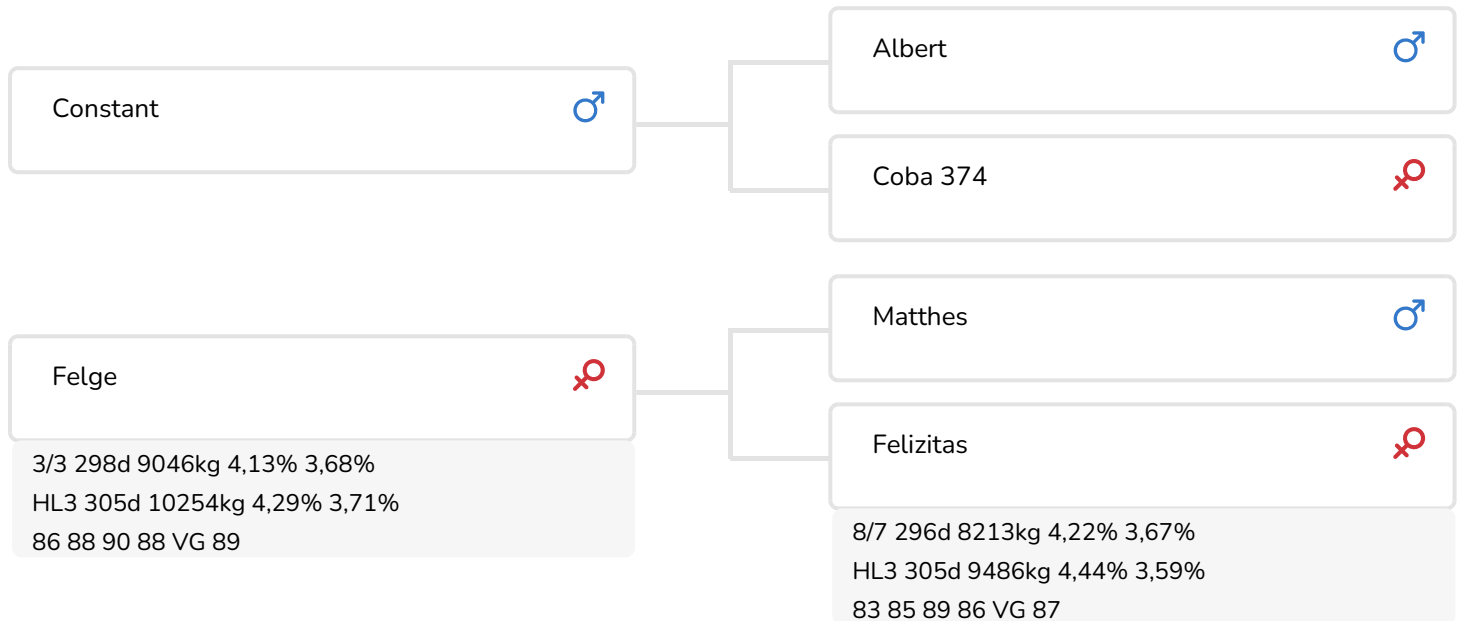 Constant
Albert
Coba 374
Felge
3/3 298d 9046kg 4,13% 3,68%
HL3 305d 10254kg 4,29% 3,71%
86 88 90 88 VG 89
Matthes
Felizitas
8/7 296d 8213kg 4,22% 3,67%
HL3 305d 9486kg 4,44% 3,59%
83 85 89 86 VG 87